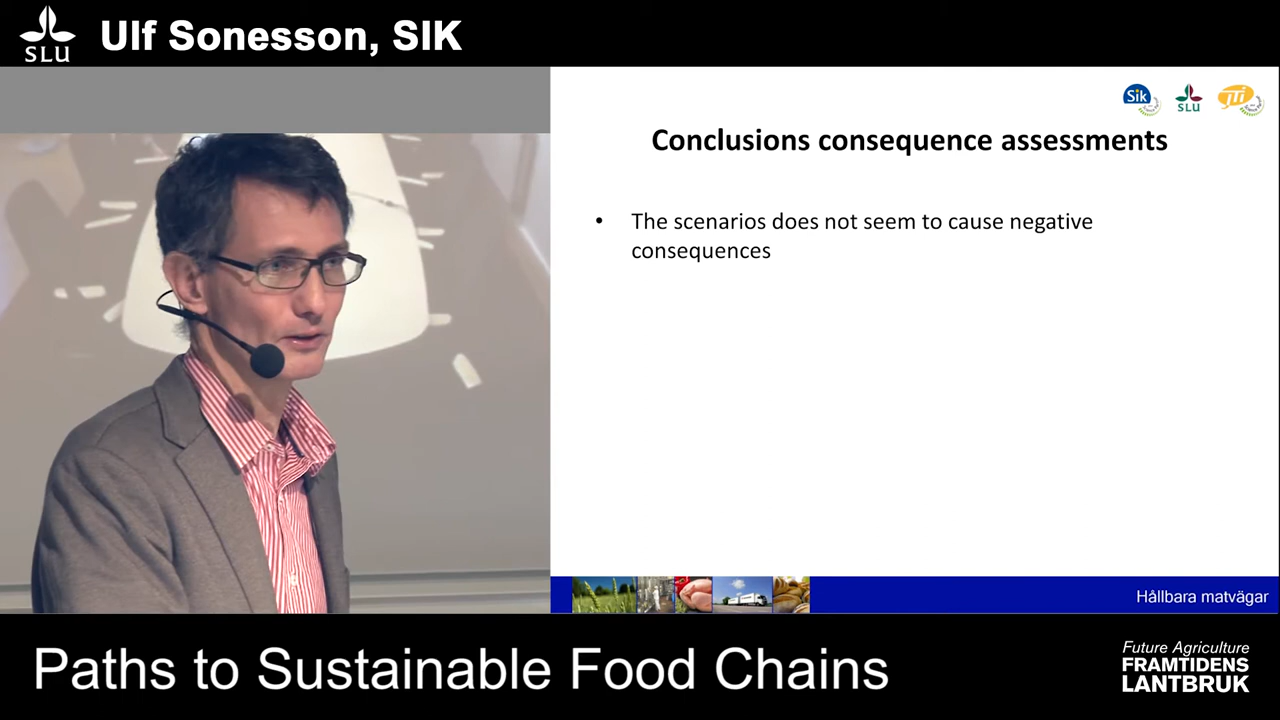 SLU
Ulf Sonesson, SIK
Sik
SLU
JTI
Conclusions consequence assessments
• The scenarios does not seem to cause negative
consequences
Hållbara matvägar
Paths to Sustainable Food Chains
Future Agriculture
FRAMTIDENS
LANTBRUK